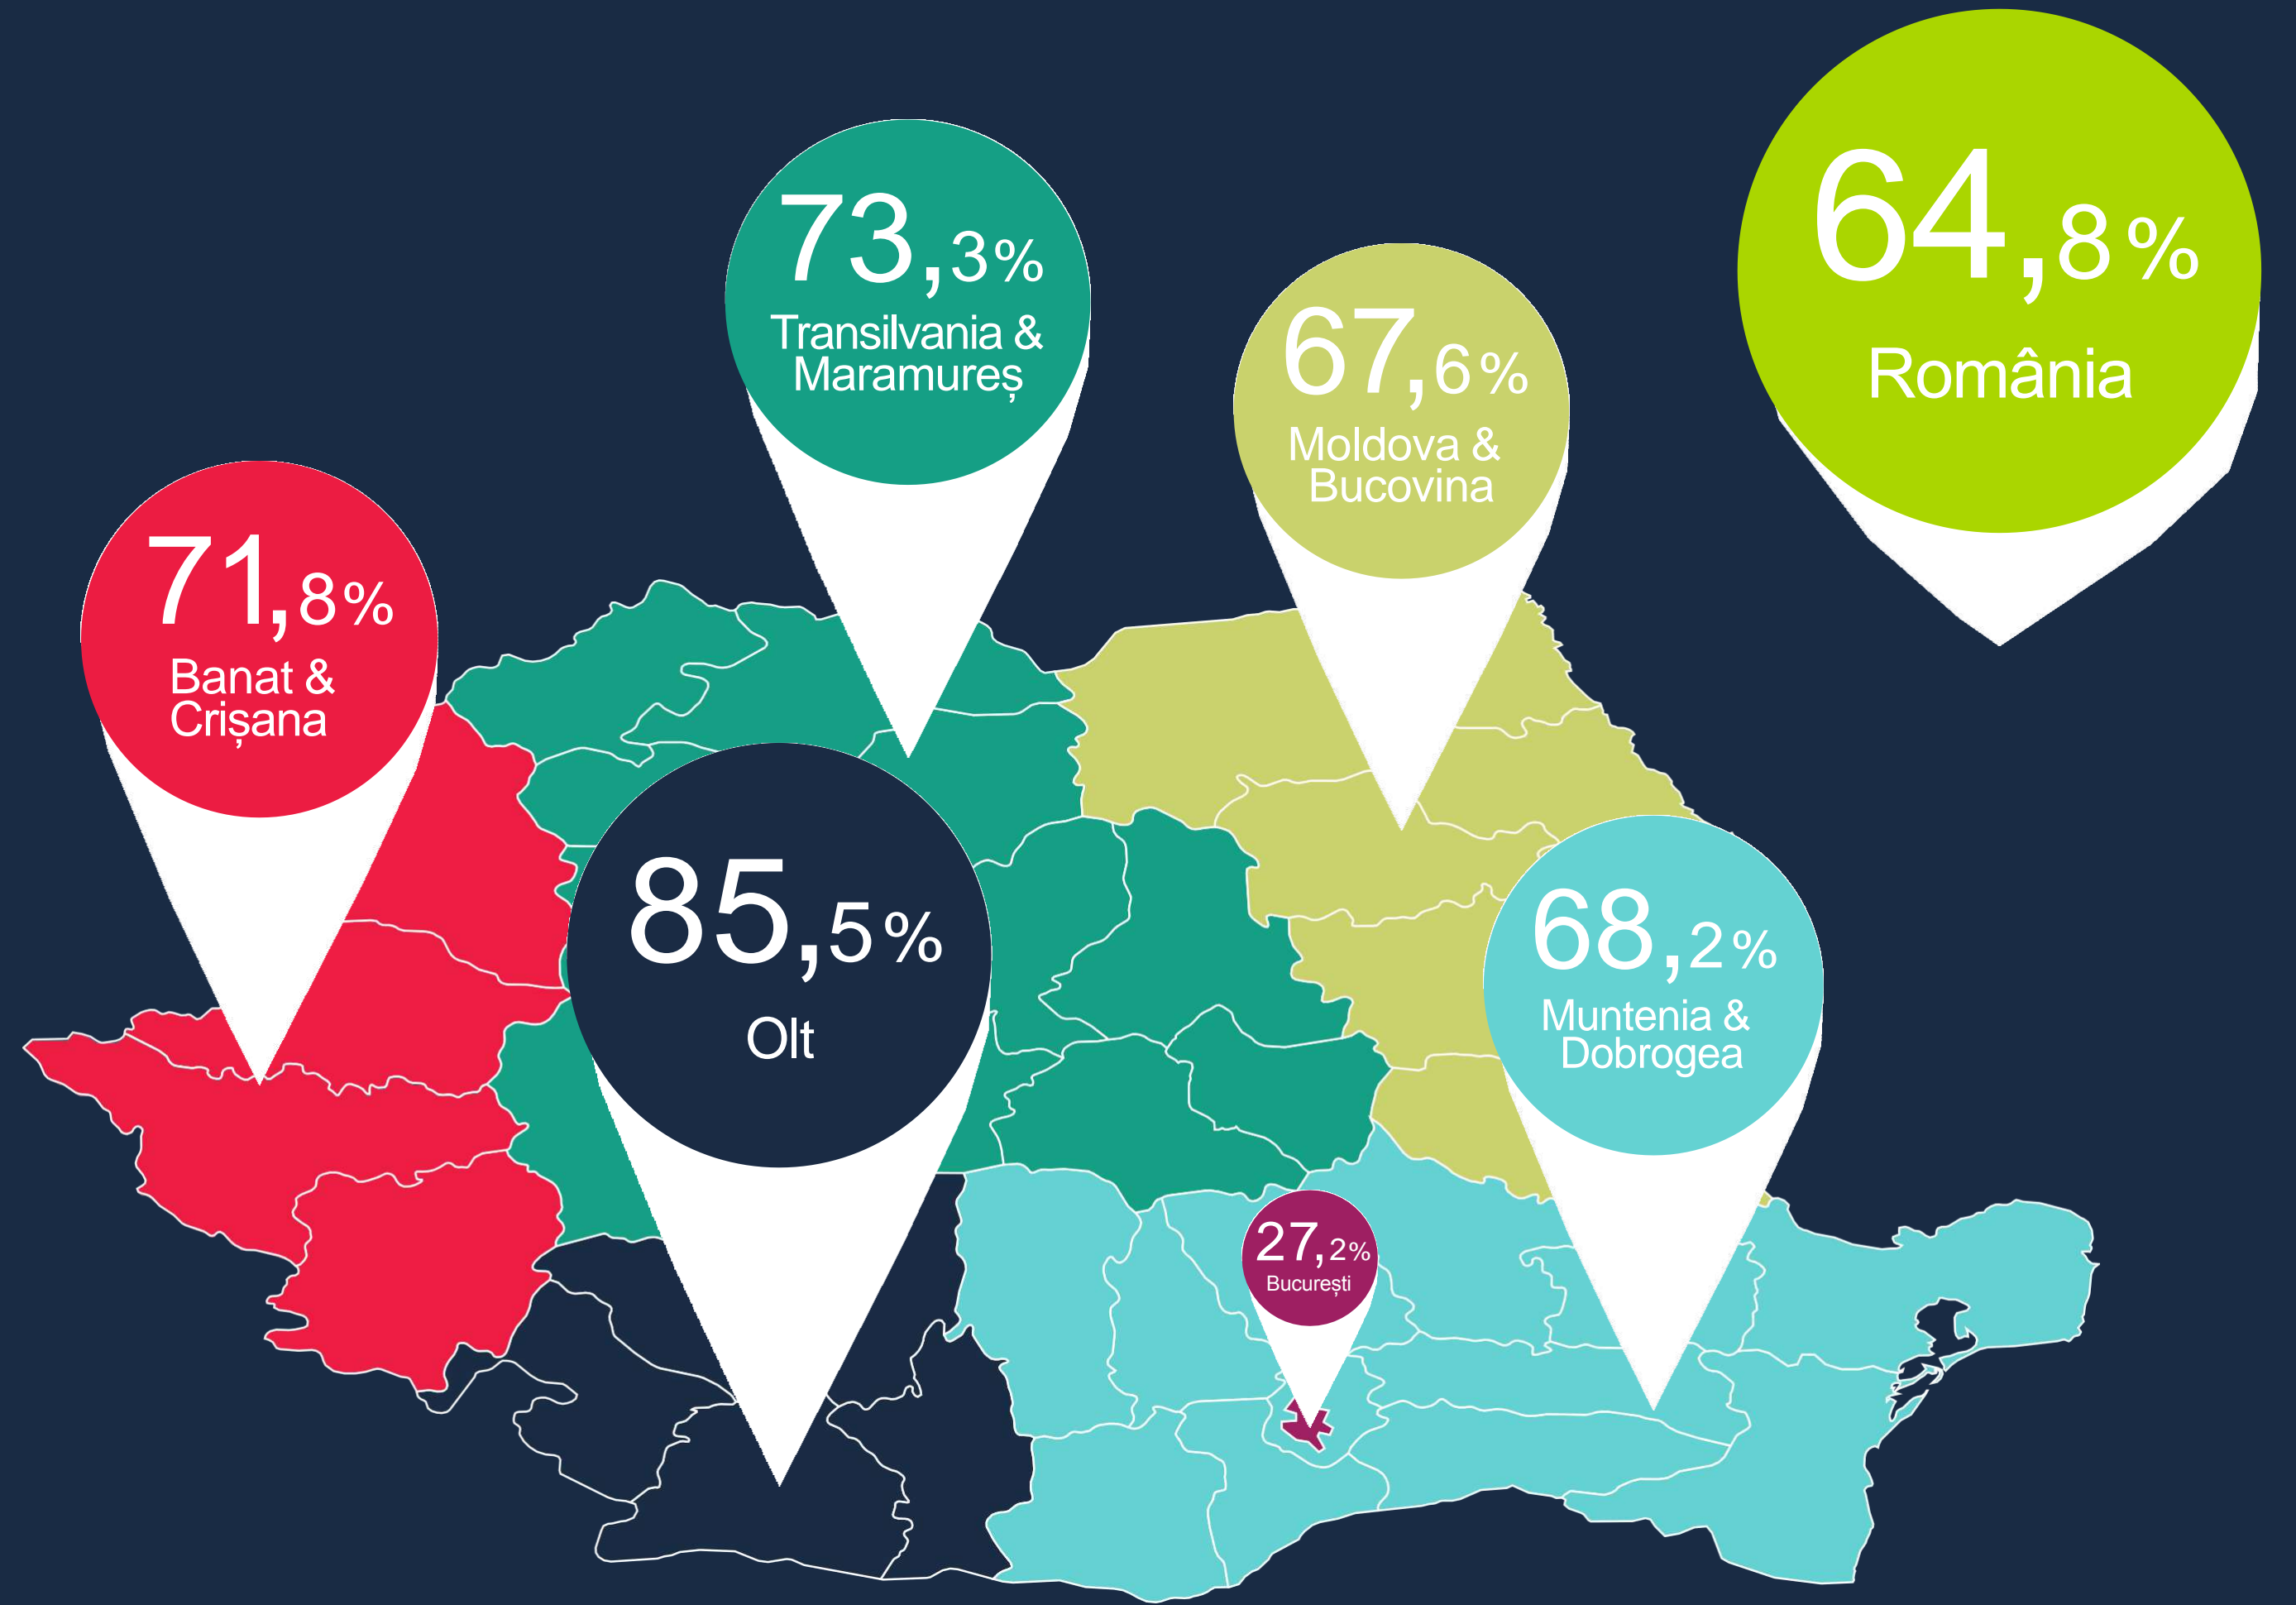 64,8%
România
73,3%
Transilvania &
Maramureș
67,6%
Moldova &
Bucovina
71,8%
Banat &
Crișana
85,5%
Olt
68,2%
Muntenia &
Dobrogea
27,2%
București